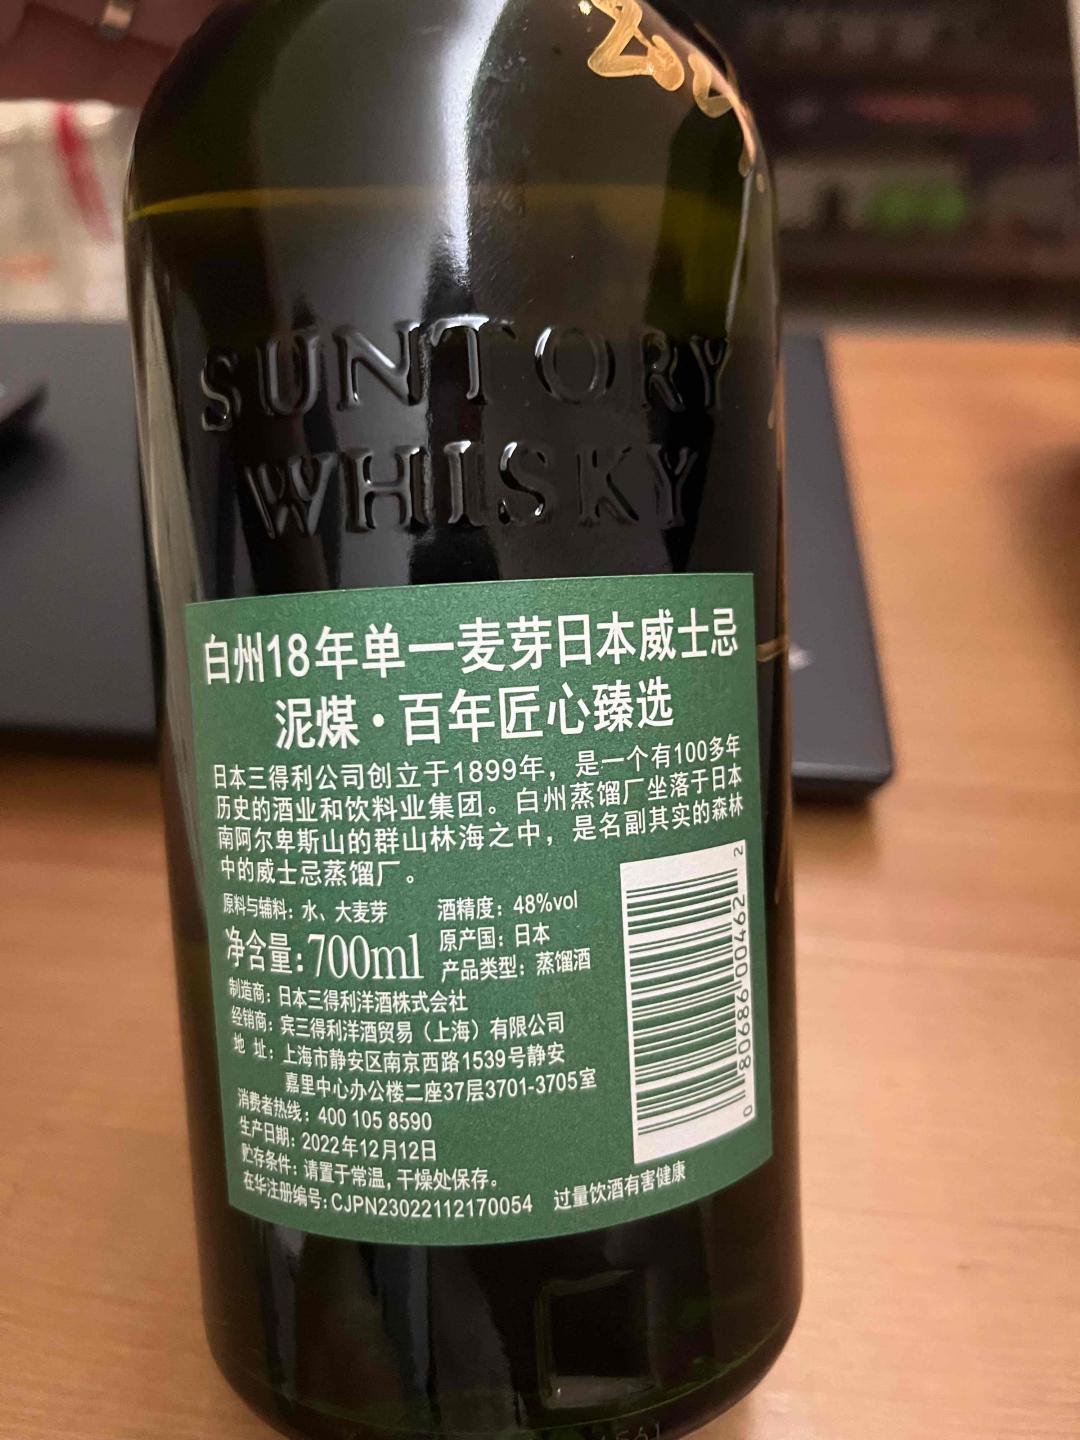 SUNTORY
WHISKY
白州18年单一麦芽日本威士忌
泥煤·百年匠心臻选
日本三得利公司创立于1899年，是一个有100多年
历史的酒业和饮料业集团。白州蒸馏厂坐落于日本
南阿尔卑斯山的群山林海之中，是名副其实的森林
中的威士忌蒸馏厂。
原料与辅料：水、大麦芽
酒精度：48%vol
净含量：700ml
原产国：日本
产品类型：蒸馏酒
制造商：日本三得利洋酒株式会社
经销商：宾三得利洋酒贸易（上海）有限公司
地 址：上海市静安区南京西路1539号静安
嘉里中心办公楼二座37层3701-3705室
消费者热线：400 105 8590
生产日期：2022年12月12日
贮存条件：请置于常温，干燥处保存。
在华注册编号：CJPN23022112170054 过量饮酒有害健康
0 80686 00462 2